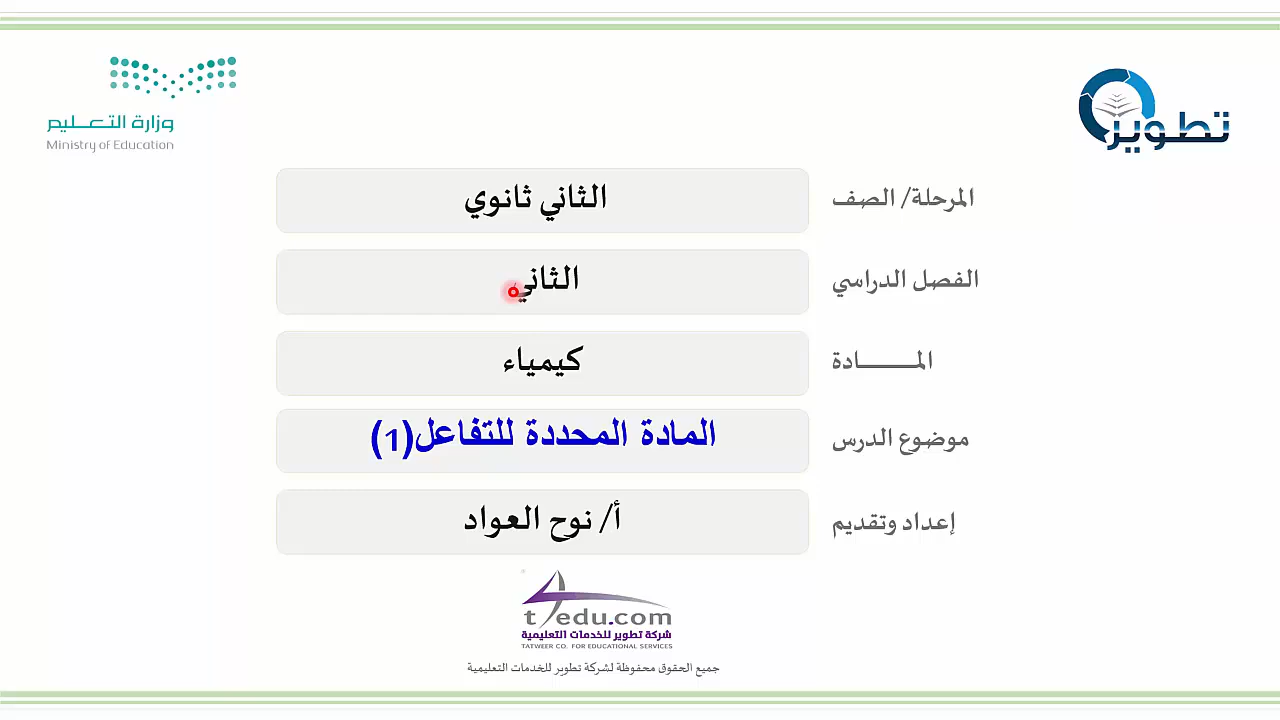 وزارة التعليم
Ministry of Education
تطوير
المرحلة/ الصف
الثاني ثانوي
الفصل الدراسي
الثاني
المــــــــادة
كيمياء
موضوع الدرس
المادة المحددة للتفاعل(1)
إعداد وتقديم
أ/ نوح العواد
t4edu.com
شركة تطوير للخدمات التعليمية
TATWEER CO. FOR EDUCATIONAL SERVICES
جميع الحقوق محفوظة لشركة تطوير للخدمات التعليمية